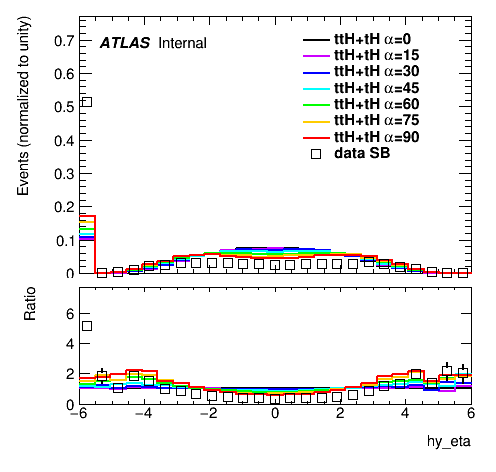 ATLAS Internal
ttH+tH α=0
ttH+tH α=15
ttH+tH α=30
ttH+tH α=45
ttH+tH α=60
ttH+tH α=75
ttH+tH α=90
data SB
Events (normalized to unity)
0.7
0.6
0.5
0.4
0.3
0.2
0.1
0
Ratio
6
4
2
0
−6 −4 −2 0 2 4 6
hy_eta